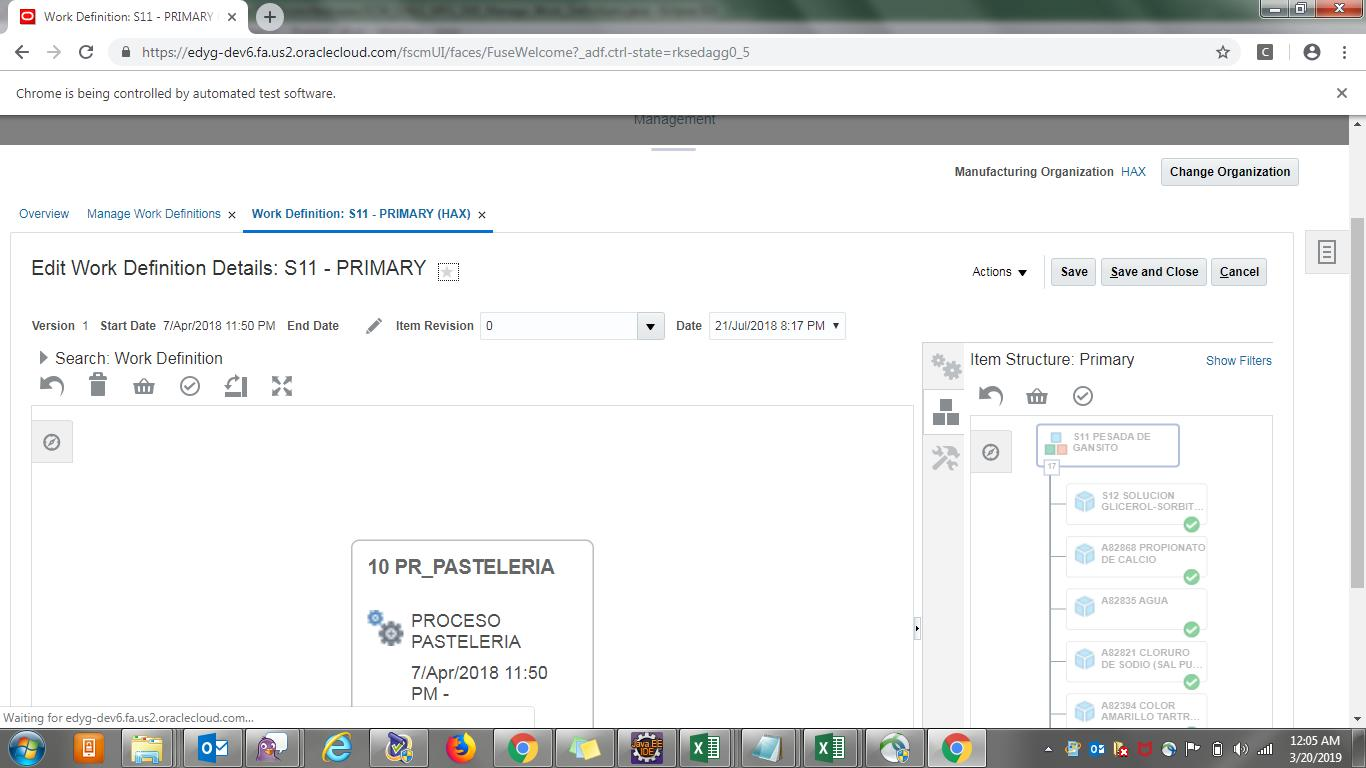 Work Definition: S11 - PRIMARY
https://edyg-dev6.fa.us2.oraclecloud.com/fscmUI/faces/FuseWelcome?_adf.ctrl-state=rksedagg0_5
C
Chrome is being controlled by automated test software.
Management
Manufacturing Organization HAX Change Organization
Overview Manage Work Definitions Work Definition: S11 - PRIMARY (HAX)
Edit Work Definition Details: S11 - PRIMARY
Actions Save Save and Close Cancel
Version 1 Start Date 7/Apr/2018 11:50 PM End Date Item Revision 0 Date 21/Jul/2018 8:17 PM
Search: Work Definition
Item Structure: Primary Show Filters
S11 PESADA DE
GANSITO
17
S12 SOLUCION
GLICEROL-SORBIT...
A82868 PROPIONATO
DE CALCIO
A82835 AGUA
A82821 CLORURO
DE SODIO (SAL PU...
A82394 COLOR
AMARILLO TARTR...
10 PR_PASTELERIA
PROCESO
PASTELERIA
7/Apr/2018 11:50
PM -
Waiting for edyg-dev6.fa.us2.oraclecloud.com...
Java EE
IDE
12:05 AM
3/20/2019